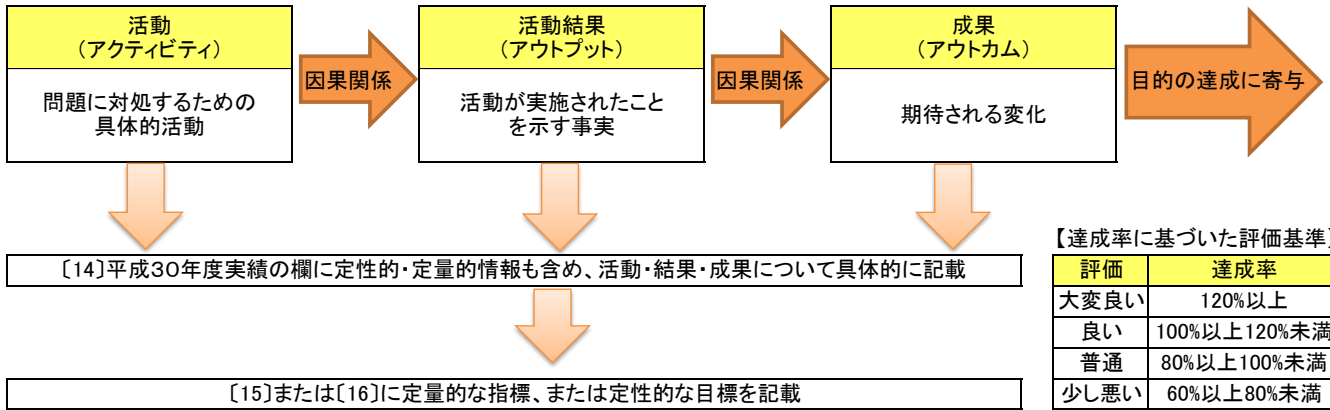 活動
（アクティビティ）
問題に対処するための
具体的活動
因果関係
活動結果
（アウトプット）
活動が実施されたこと
を示す事実
因果関係
成果
（アウトカム）
期待される変化
目的の達成に寄与
〔14〕平成３０年度実績の欄に定性的・定量的情報も含め、活動・結果・成果について具体的に記載
〔15〕または〔16〕に定量的な指標、または定性的な目標を記載
【達成率に基づいた評価基準】
評価 達成率
大変良い 120%以上
良い 100%以上120%未満
普通 80%以上100%未満
少し悪い 60%以上80%未満